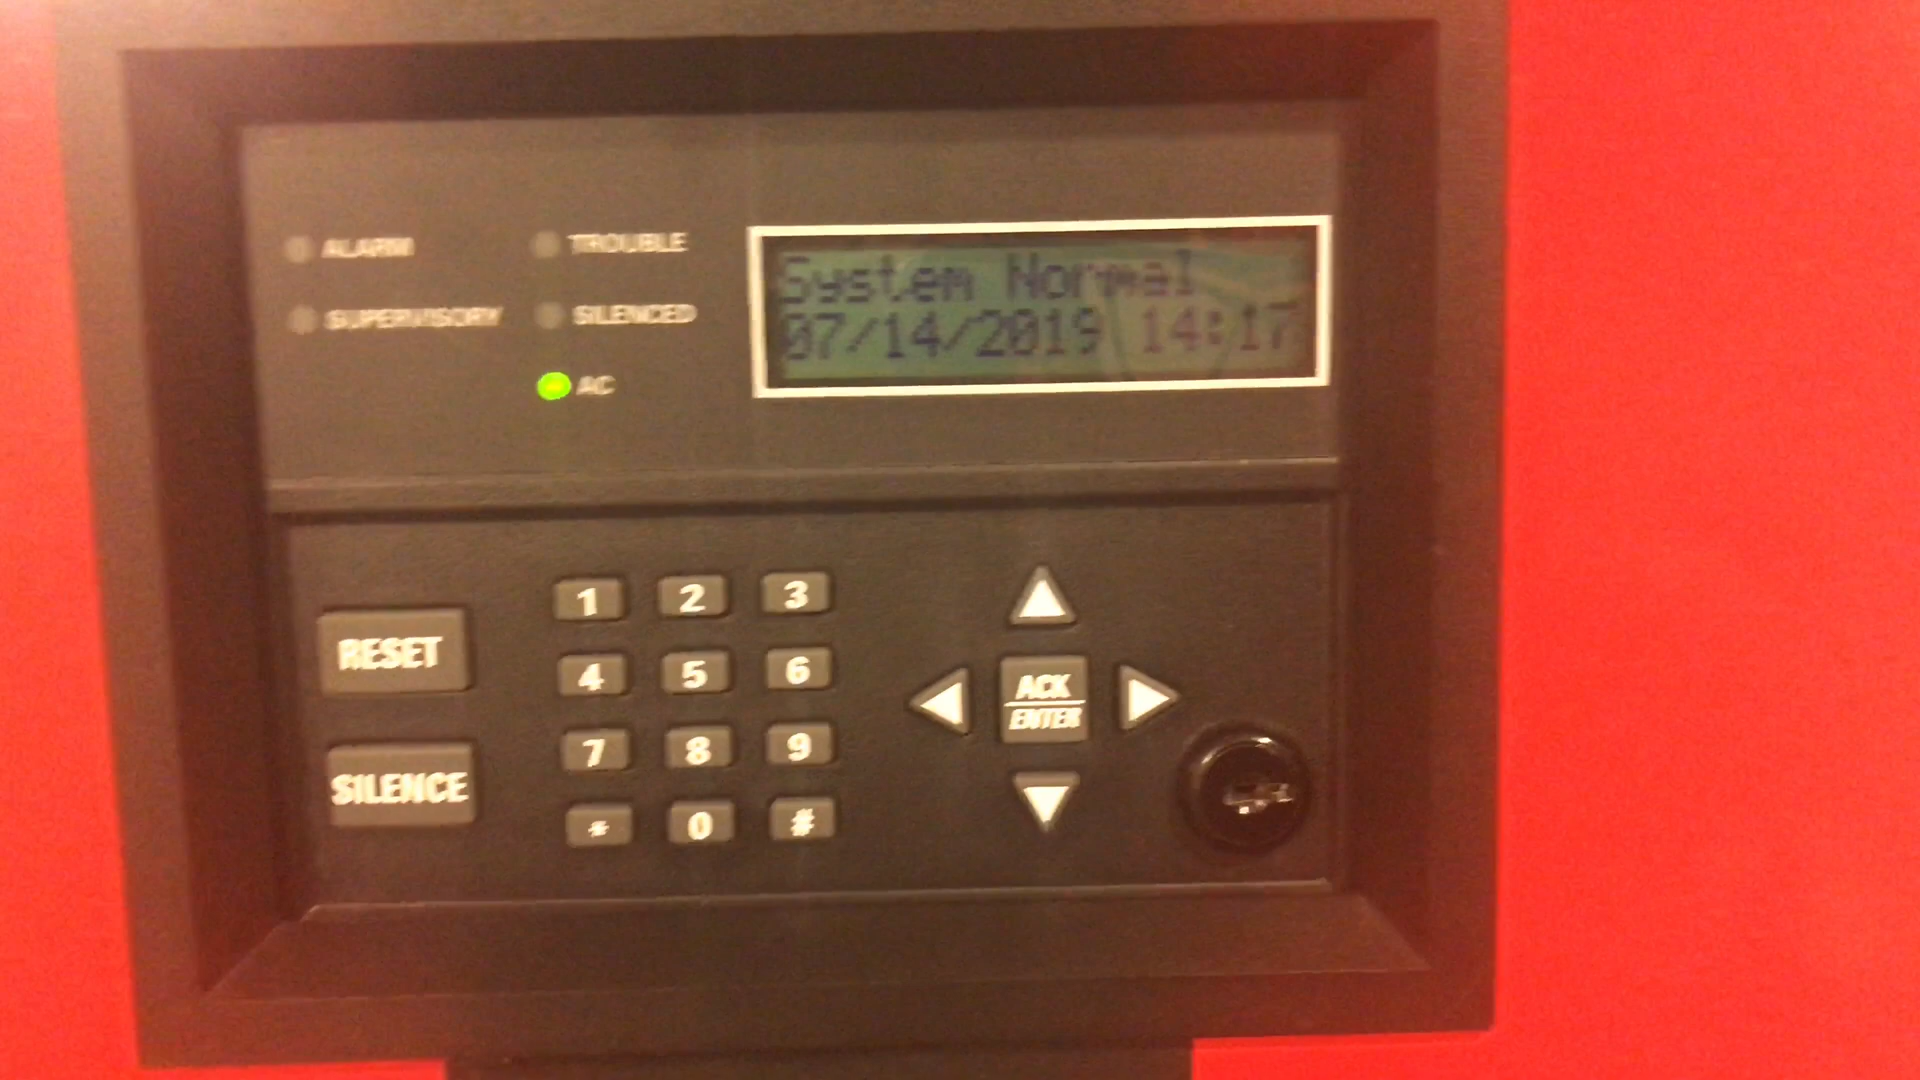 ALARM TROUBLE
SUPERVISORY SILENCED
AC
System Normal
07/14/2019 14:17
RESET
SILENCE
1 2 3
4 5 6
7 8 9
* 0 #
ACK
ENTER